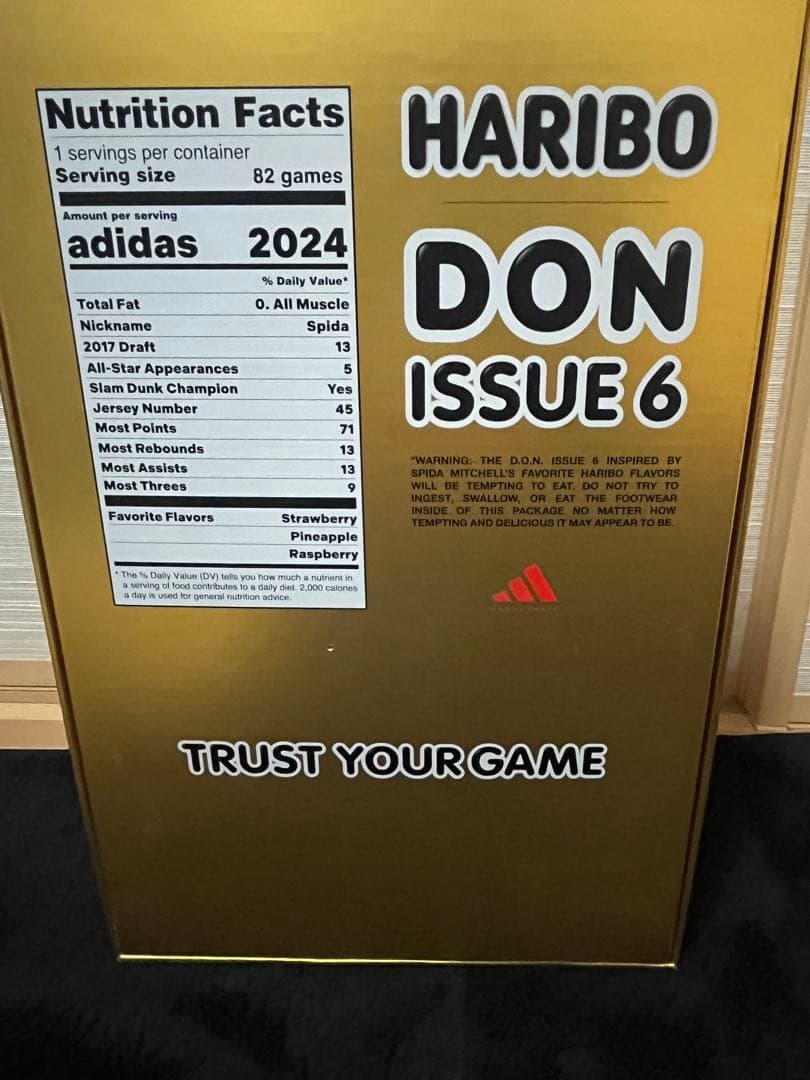 Nutrition Facts
1 servings per container
Serving size 82 games
Amount per serving
adidas 2024
% Daily Value*
Total Fat 0. All Muscle
Nickname Spida
2017 Draft 13
All-Star Appearances 5
Slam Dunk Champion Yes
Jersey Number 45
Most Points 71
Most Rebounds 13
Most Assists 13
Most Threes 9
Favorite Flavors Strawberry
Pineapple
Raspberry
* The % Daily Value (DV) tells you how much a nutrient in
a serving of food contributes to a daily diet. 2,000 calories
a day is used for general nutrition advice.
HARIBO
DON
ISSUE 6
*WARNING: THE D.O.N. ISSUE 6 INSPIRED BY
SPIDA MITCHELL'S FAVORITE HARIBO FLAVORS
WILL BE TEMPTING TO EAT. DO NOT TRY TO
INGEST, SWALLOW, OR EAT THE FOOTWEAR
INSIDE OF THIS PACKAGE NO MATTER HOW
TEMPTING AND DELICIOUS IT MAY APPEAR TO BE.
TRUST YOUR GAME